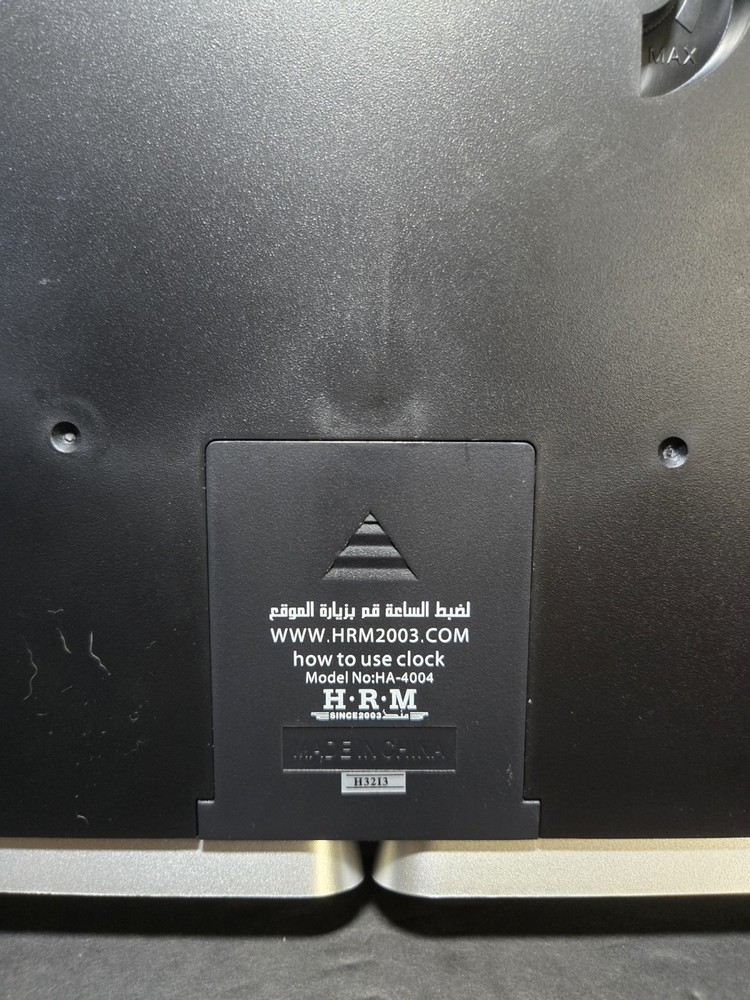 MAX
لضبط الساعة قم بزيارة الموقع
WWW.HRM2003.COM
how to use clock
Model No:HA-4004
H·R·M
SINCE2003 منذ
MADE IN CHINA
H3213